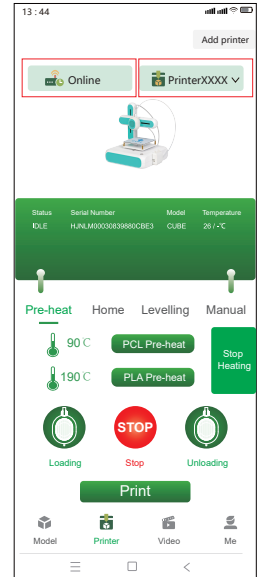 13 : 44
Add printer
Online
PrinterXXXX
Status Serial Number Model Temperature
IDLE HJNLM00030839880CBE3 CUBE 26 / -℃
Pre-heat Home Levelling Manual
90℃ PCL Pre-heat
Stop
Heating
190℃ PLA Pre-heat
STOP
Loading Stop Unloading
Print
Model Printer Video Me